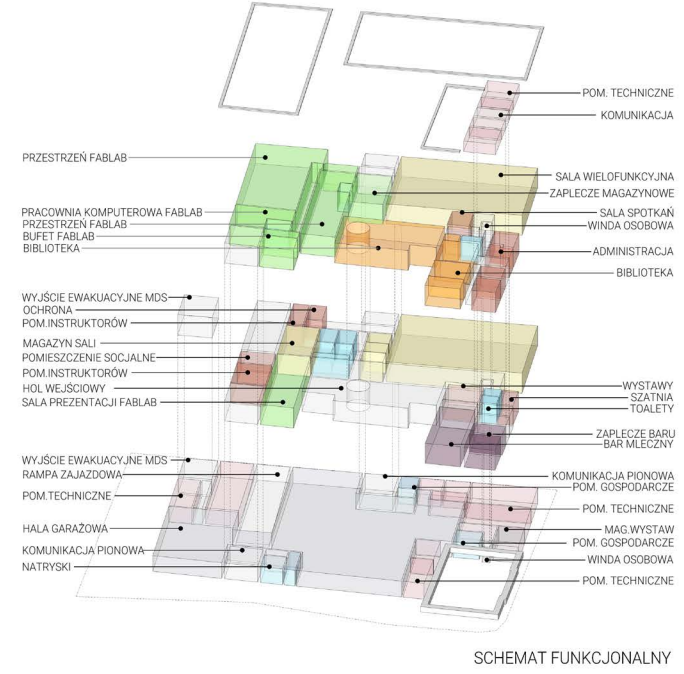 POM. TECHNICZNE
KOMUNIKACJA
PRZESTRZEŃ FABLAB
SALA WIELOFUNKCYJNA
ZAPLECZE MAGAZYNOWE
PRACOWNIA KOMPUTEROWA FABLAB
SALA SPOTKAŃ
PRZESTRZEŃ FABLAB
WINDA OSOBOWA
BUFET FABLAB
BIBLIOTEKA
ADMINISTRACJA
BIBLIOTEKA
WYJŚCIE EWAKUACYJNE MDS
OCHRONA
POM.INSTRUKTORÓW
MAGAZYN SALI
POMIESZCZENIE SOCJALNE
POM.INSTRUKTORÓW
HOL WEJŚCIOWY
SALA PREZENTACJI FABLAB
WYSTAWY
SZATNIA
TOALETY
ZAPLECZE BARU
BAR MLECZNY
WYJŚCIE EWAKUACYJNE MDS
RAMPA ZAJAZDOWA
POM.TECHNICZNE
HALA GARAŻOWA
KOMUNIKACJA PIONOWA
NATRYSKI
KOMUNIKACJA PIONOWA
POM. GOSPODARCZE
POM. TECHNICZNE
MAG.WYSTAW
POM. GOSPODARCZE
WINDA OSOBOWA
POM. TECHNICZNE
SCHEMAT FUNKCJONALNY